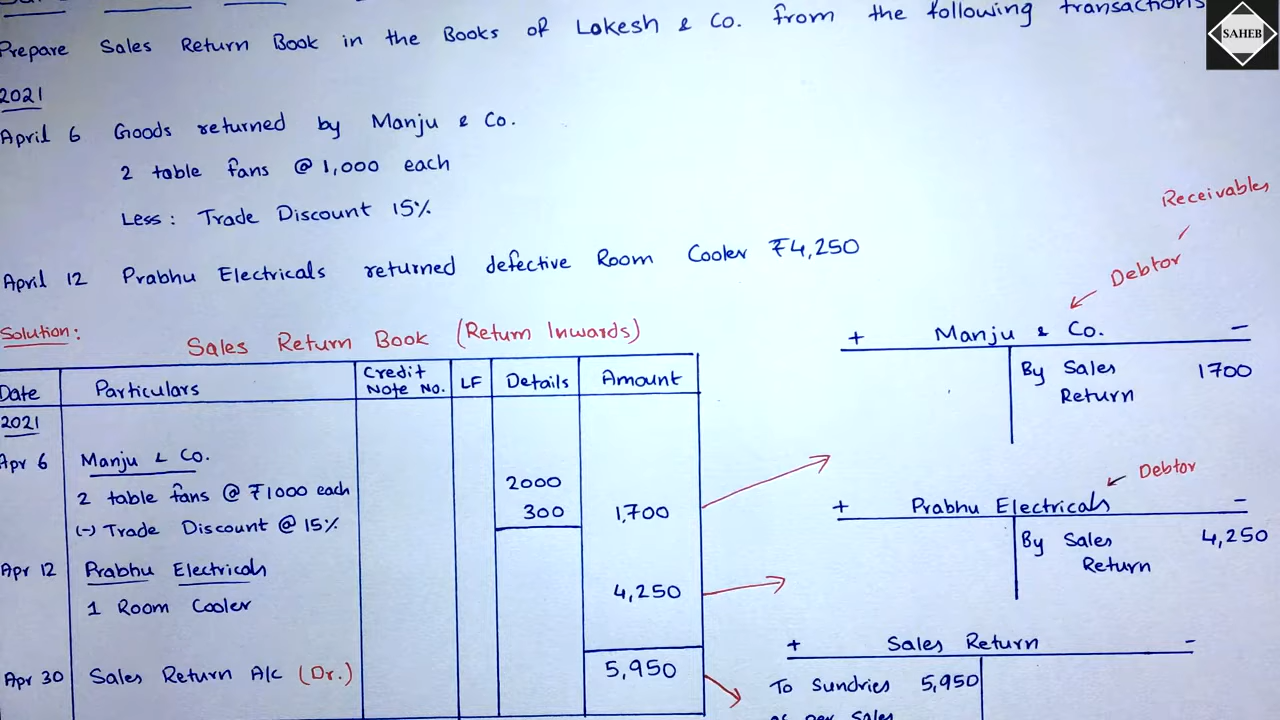 Prepare Sales Return Book in the Books of Lokesh & Co. from the following transactions
SAHEB
2021
April 6 Goods returned by Manju & Co.
2 table fans @ 1,000 each
Less : Trade Discount 15%
April 12 Prabhu Electricals returned defective Room Cooler ₹4,250
Solution:
Sales Return Book (Return Inwards)
Date Particulars Credit Note No. LF Details Amount
2021
Apr 6 Manju & Co.
2 table fans @ ₹1000 each 2000
(-) Trade Discount @ 15% 300 1,700
Apr 12 Prabhu Electricals
1 Room Cooler 4,250
Apr 30 Sales Return A/c (Dr.) 5,950
Receivables
Debtor
+ Manju & Co. -
By Sales 1700
Return
Debtor
+ Prabhu Electricals -
By Sales 4,250
Return
+ Sales Return -
To Sundries 5,950
as per Sales